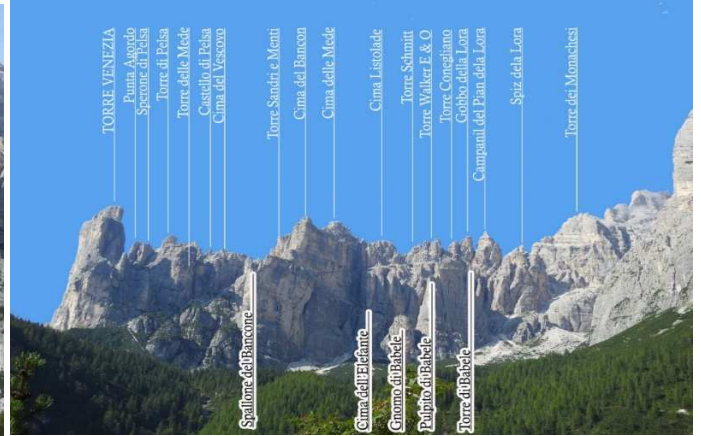 TORRE VENEZIA
Punta Agordo
Sperone di Pelsa
Torre di Pelsa
Torre delle Mede
Castello di Pelsa
Cima del Vescovo
Torre Sandri e Menti
Cima del Bancon
Cima delle Mede
Cima Listolade
Torre Schmitt
Torre Walker E & O
Torre Conegliano
Gobbo della Lora
Campanil del Pian dela Lora
Spiz dela Lora
Torre dei Monachesi
Spallone del Bancone
Cima dell'Elefante
Gnomo di Babele
Pulpito di Babele
Torre di Babele